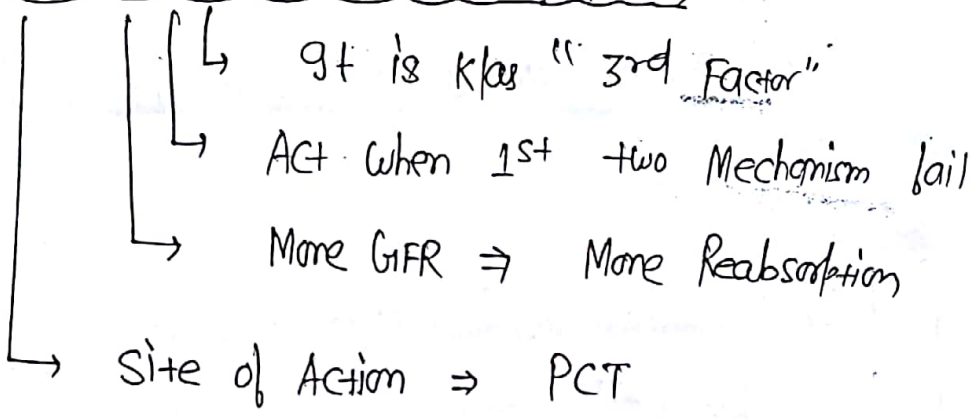 ↳ It is K/as "3rd Factor"
↳ Act when 1st two Mechanism fail
↳ More GFR ⇒ More Reabsorption
↳ Site of Action ⇒ PCT